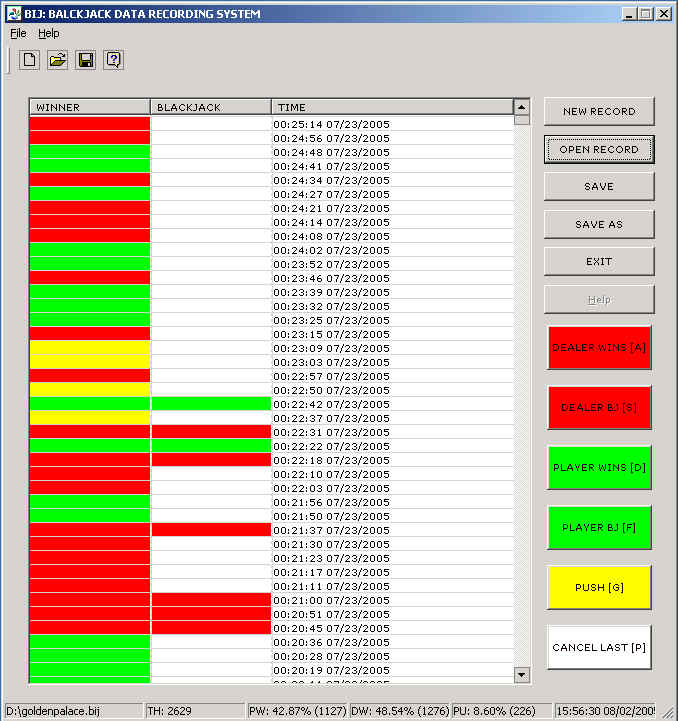 BIJ: BALCKJACK DATA RECORDING SYSTEM
File Help
WINNER BLACKJACK TIME
00:25:14 07/23/2005
00:24:56 07/23/2005
00:24:48 07/23/2005
00:24:41 07/23/2005
00:24:34 07/23/2005
00:24:27 07/23/2005
00:24:21 07/23/2005
00:24:14 07/23/2005
00:24:08 07/23/2005
00:24:02 07/23/2005
00:23:52 07/23/2005
00:23:46 07/23/2005
00:23:39 07/23/2005
00:23:32 07/23/2005
00:23:25 07/23/2005
00:23:15 07/23/2005
00:23:09 07/23/2005
00:23:03 07/23/2005
00:22:57 07/23/2005
00:22:50 07/23/2005
00:22:42 07/23/2005
00:22:37 07/23/2005
00:22:31 07/23/2005
00:22:22 07/23/2005
00:22:18 07/23/2005
00:22:10 07/23/2005
00:22:03 07/23/2005
00:21:56 07/23/2005
00:21:50 07/23/2005
00:21:37 07/23/2005
00:21:30 07/23/2005
00:21:23 07/23/2005
00:21:17 07/23/2005
00:21:11 07/23/2005
00:21:00 07/23/2005
00:20:51 07/23/2005
00:20:45 07/23/2005
00:20:36 07/23/2005
00:20:28 07/23/2005
00:20:19 07/23/2005
NEW RECORD
OPEN RECORD
SAVE
SAVE AS
EXIT
Help
DEALER WINS [A]
DEALER BJ [S]
PLAYER WINS [D]
PLAYER BJ [F]
PUSH [G]
CANCEL LAST [P]
D:\goldenpalace.bij TH: 2629 PW: 42.87% (1127) DW: 48.54% (1276) PU: 8.60% (226) 15:56:30 08/02/200